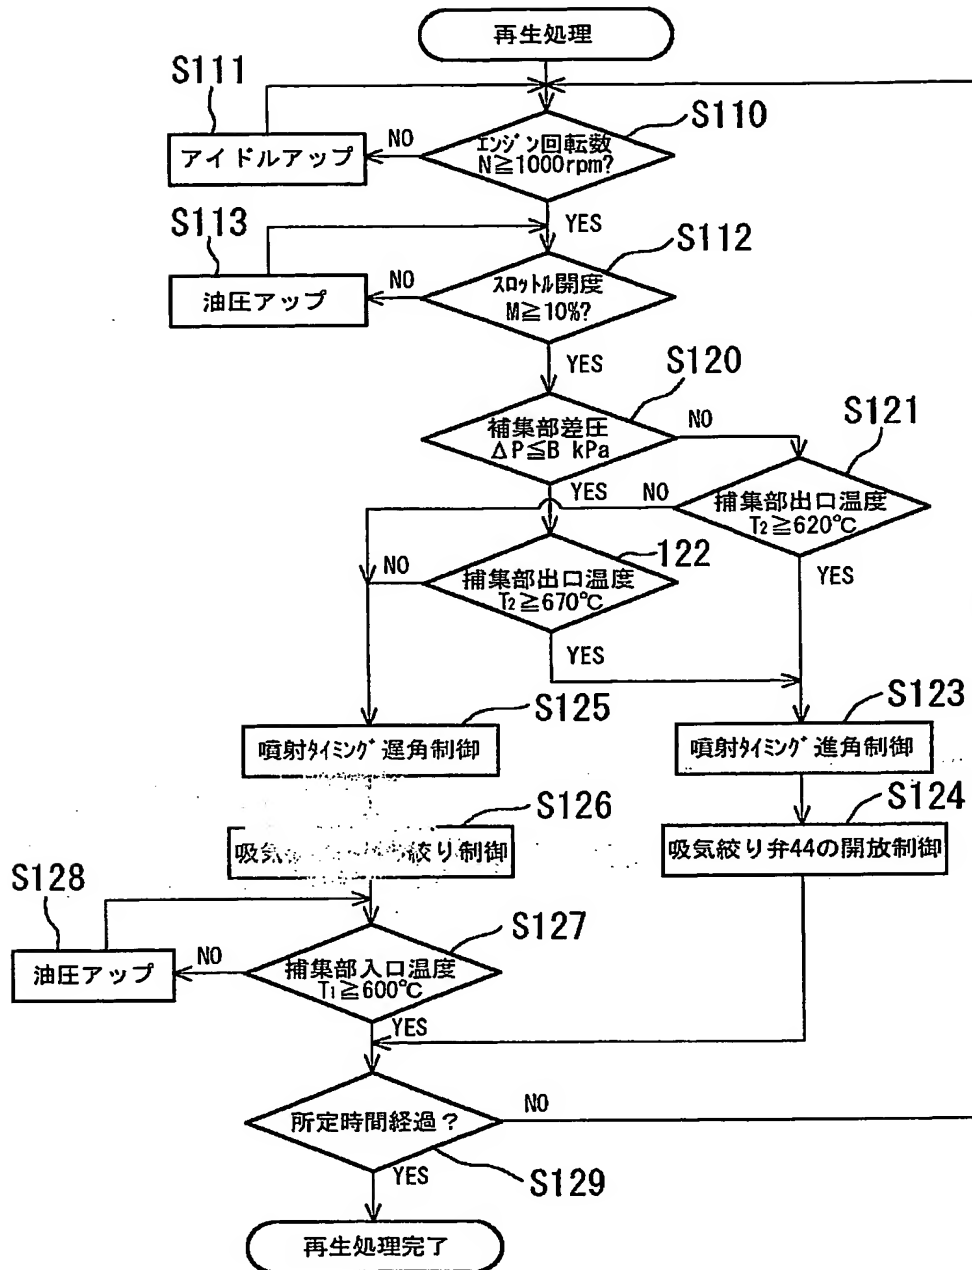 再生処理
S111
S110
アイドルアップ
NO
エンジン回転数
N≧1000rpm?
YES
S113
S112
油圧アップ
NO
スロットル開度
M≧10%?
YES
S120
補集部差圧
ΔP≦B kPa
NO
S121
YES
NO
捕集部出口温度
T2≧620℃
YES
122
NO
捕集部出口温度
T2≧670℃
YES
S125
S123
噴射タイミング遅角制御
噴射タイミング進角制御
S126
S124
吸気
絞り制御
吸気絞り弁44の開放制御
S128
S127
油圧アップ
NO
捕集部入口温度
T1≧600℃
YES
所定時間経過?
NO
YES
S129
再生処理完了